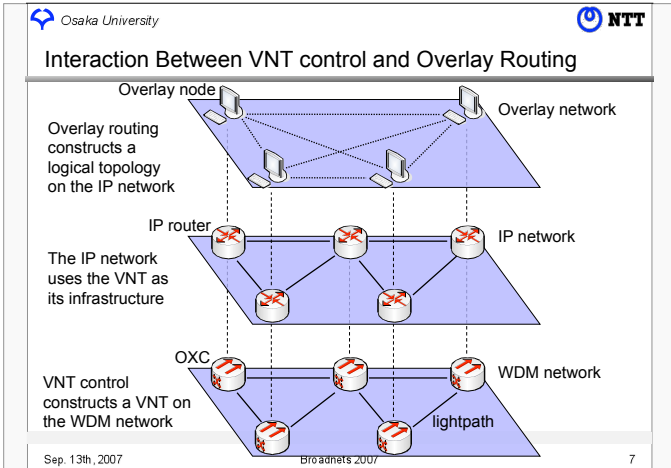 Osaka University
NTT
Interaction Between VNT control and Overlay Routing
Overlay node
Overlay network
Overlay routing
constructs a
logical topology
on the IP network
IP router
IP network
The IP network
uses the VNT as
its infrastructure
OXC
WDM network
VNT control
constructs a VNT on
the WDM network
lightpath
Sep. 13th, 2007
Broadnets 2007
7